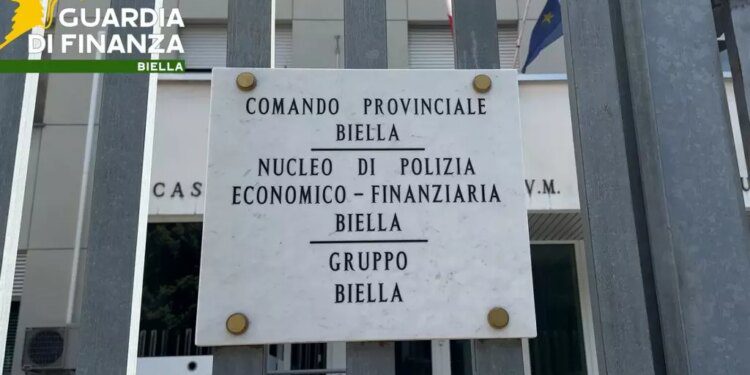 GUARDIA
DI FINANZA
BIELLA
COMANDO PROVINCIALE
BIELLA
NUCLEO DI POLIZIA
ECONOMICO-FINANZIARIA
BIELLA
GRUPPO
BIELLA
CAS
V.M.